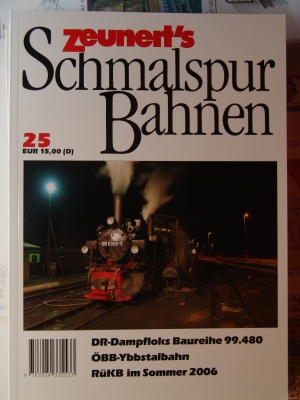 Zeunert's
Schmalspur
Bahnen
25
EUR 15,00 (D)
DR-Dampfloks Baureihe 99.480
ÖBB-Ybbstalbahn
RüKB im Sommer 2006